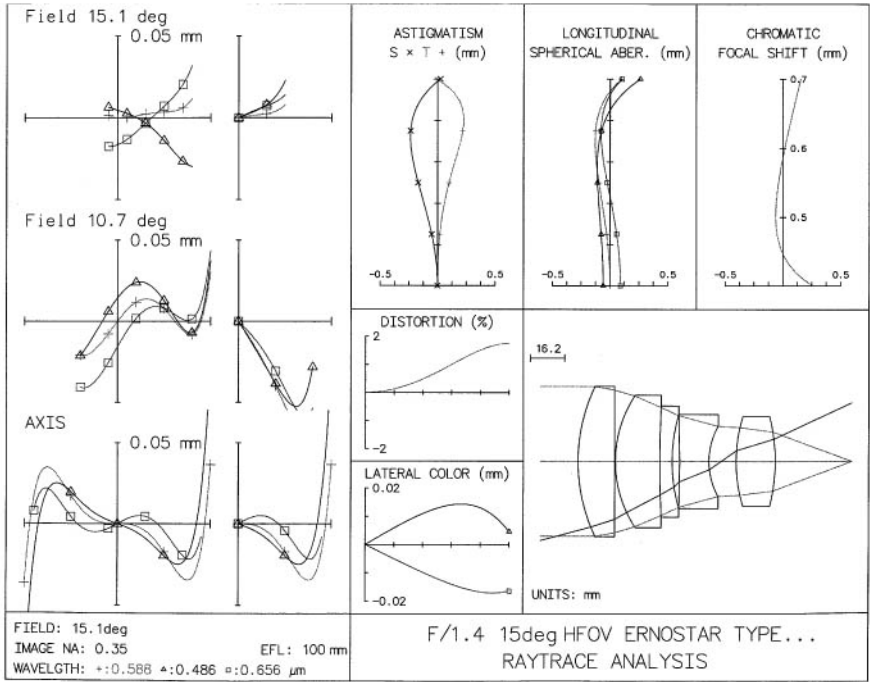 Field 15.1 deg
0.05 mm
Field 10.7 deg
0.05 mm
AXIS
0.05 mm
ASTIGMATISM
S × T + (mm)
-0.5 0.5
LONGITUDINAL
SPHERICAL ABER. (mm)
-0.5 0.5
CHROMATIC
FOCAL SHIFT (mm)
0.7
0.6
0.5
-0.5 0.5
DISTORTION (%)
2
-2
LATERAL COLOR (mm)
0.02
-0.02
16.2
UNITS: mm
FIELD: 15.1deg
IMAGE NA: 0.35 EFL: 100 mm
WAVELGTH: +:0.588 ▵:0.486 ▫:0.656 µm
F/1.4 15deg HFOV ERNOSTAR TYPE...
RAYTRACE ANALYSIS